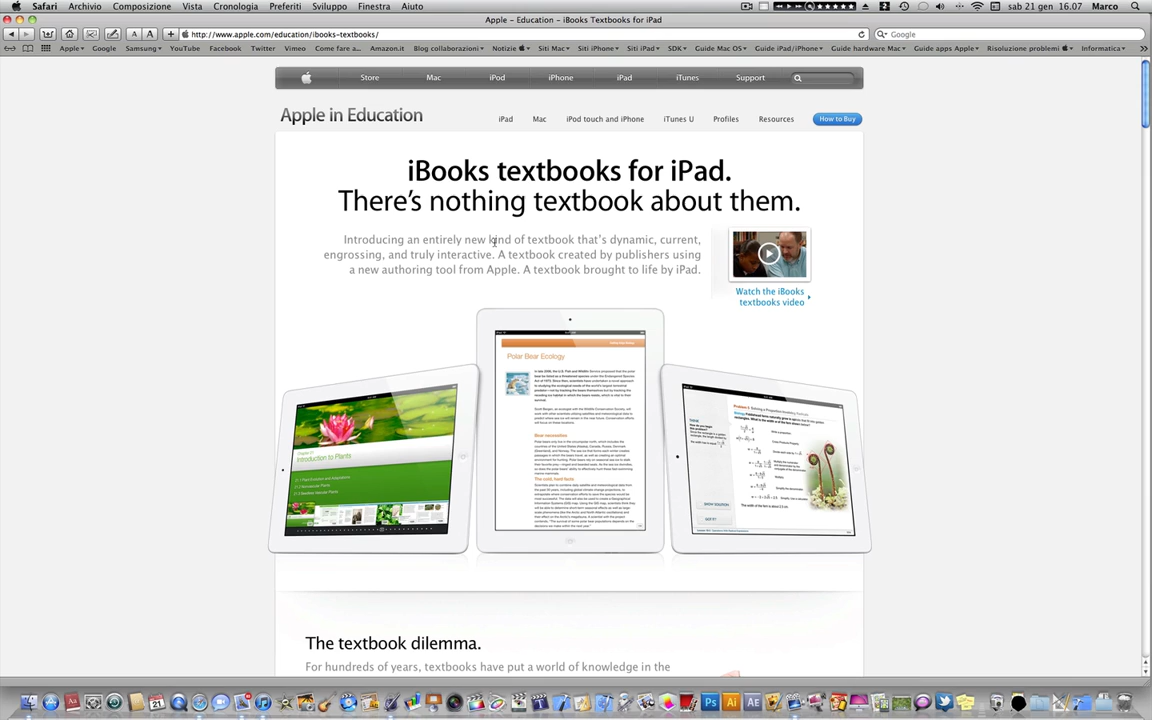 Safari Archivio Composizione Vista Cronologia Preferiti Sviluppo Finestra Aiuto sab 21 gen 16.07 Marco
Apple – Education – iBooks Textbooks for iPad
http://www.apple.com/education/ibooks-textbooks/ Google
Apple Google Samsung YouTube Facebook Twitter Vimeo Come fare a... Amazon.it Blog collaborazioni Notizie Siti Mac Siti iPhone Siti iPad SDK Guide Mac OS Guide iPad/iPhone Guide hardware Mac Guide apps Apple Risoluzione problemi Informatica
Store Mac iPod iPhone iPad iTunes Support
Apple in Education iPad Mac iPod touch and iPhone iTunes U Profiles Resources How to Buy
iBooks textbooks for iPad.
There's nothing textbook about them.
Introducing an entirely new kind of textbook that's dynamic, current,
engrossing, and truly interactive. A textbook created by publishers using
a new authoring tool from Apple. A textbook brought to life by iPad.
Watch the iBooks
textbooks video
Polar Bear Ecology
Bear necessities
The cold, hard facts
Introduction to Plants
The textbook dilemma.
For hundreds of years, textbooks have put a world of knowledge in the